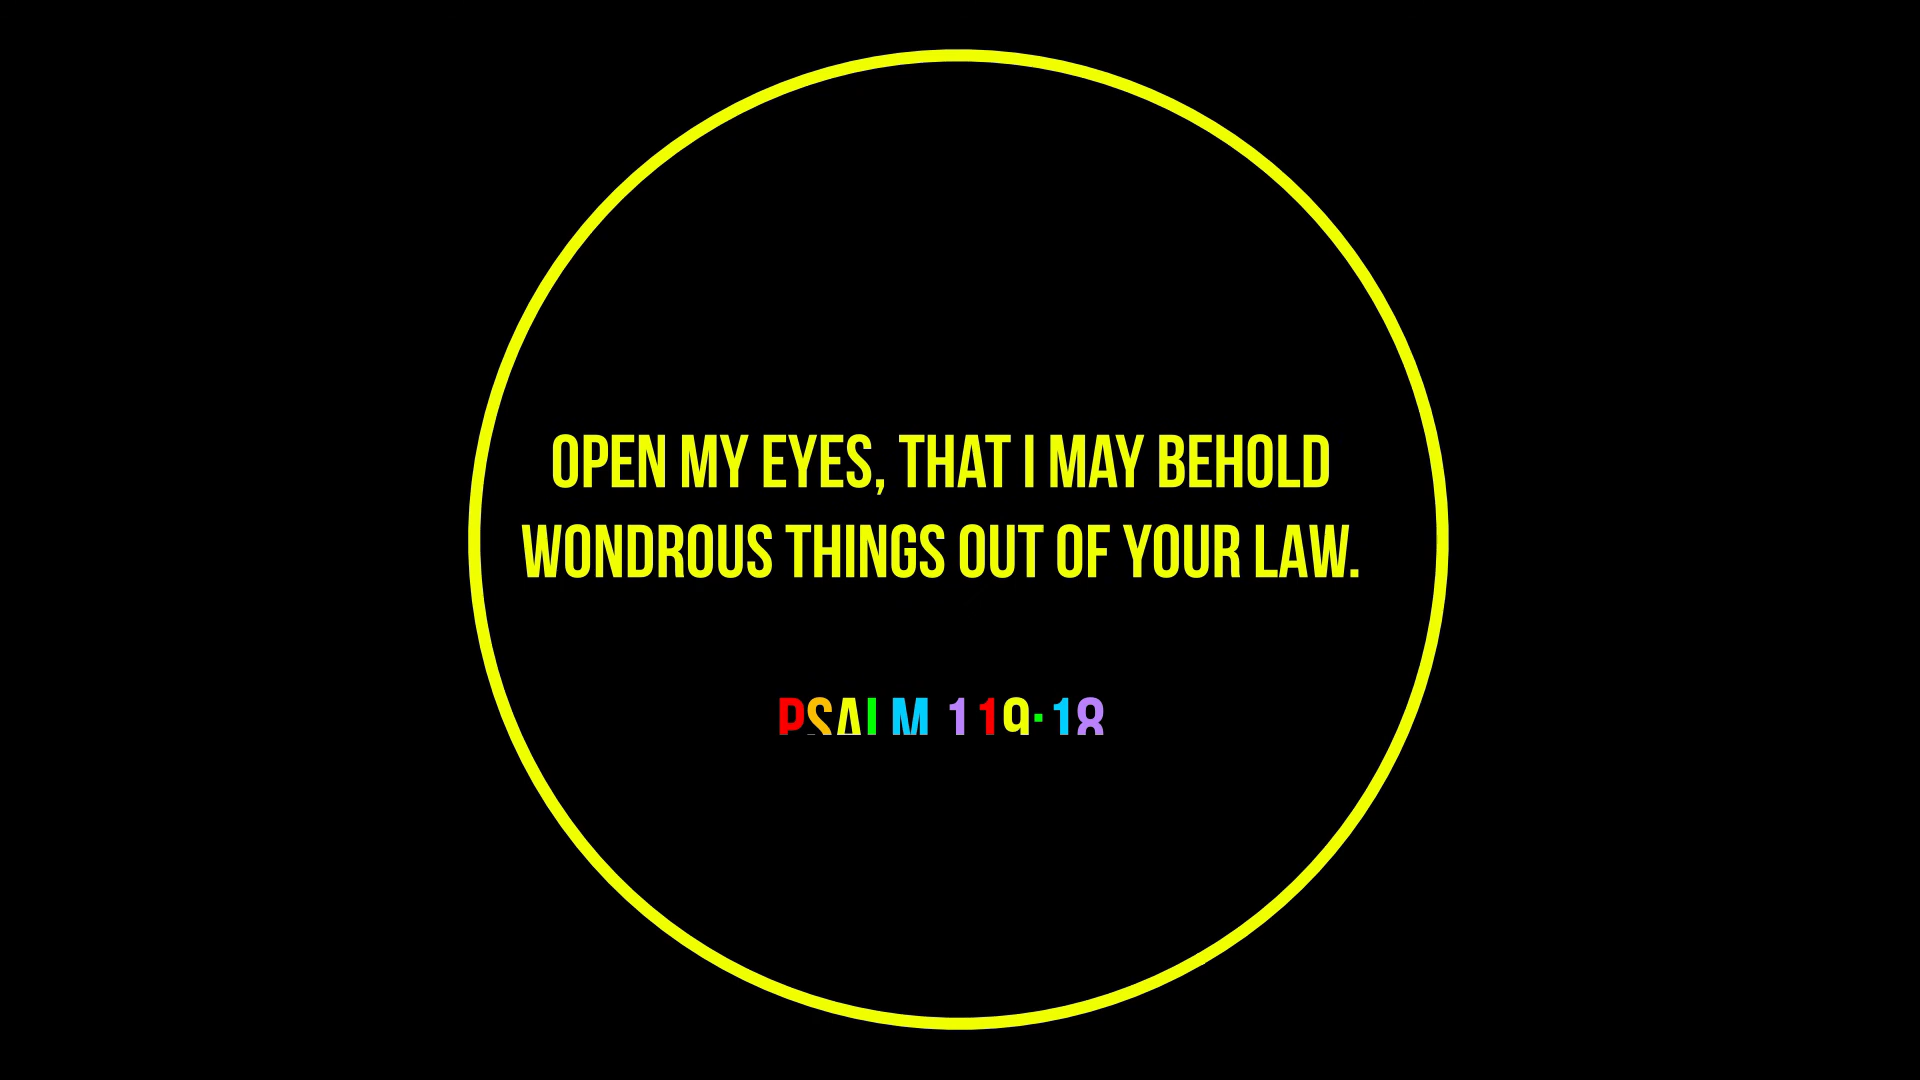 OPEN MY EYES, THAT I MAY BEHOLD
WONDROUS THINGS OUT OF YOUR LAW.
PSALM 119:18